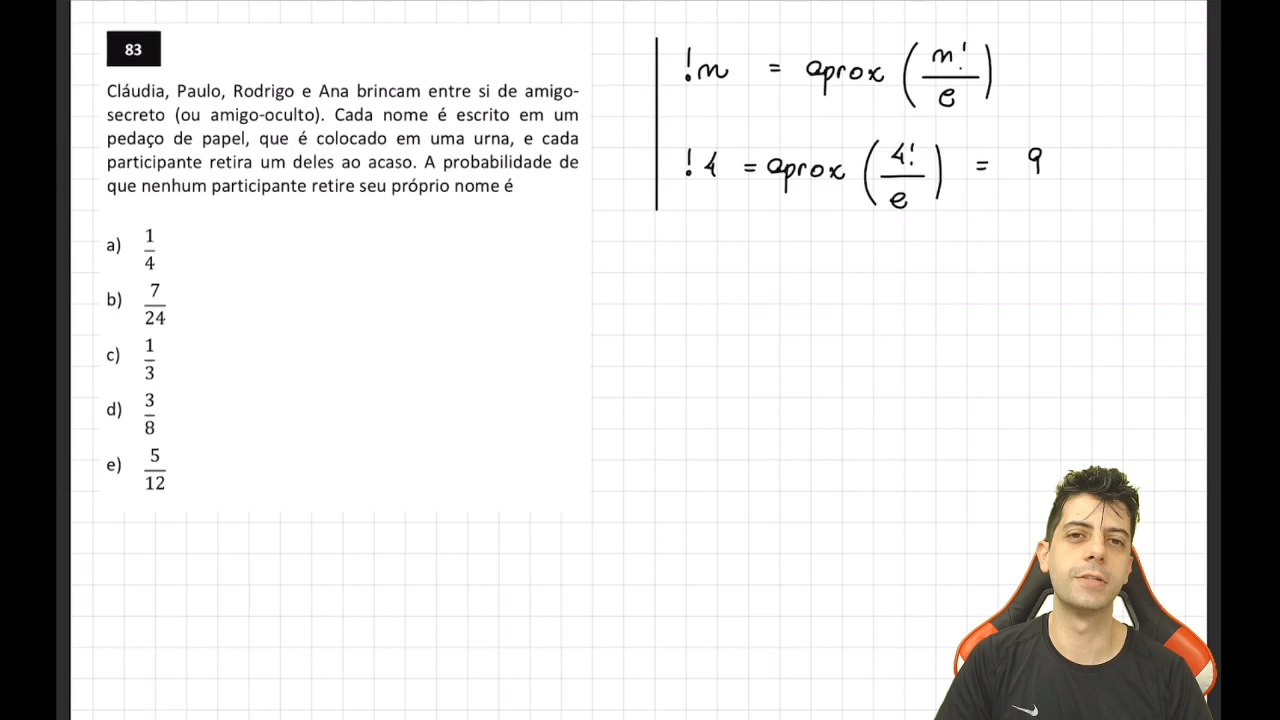 83
Cláudia, Paulo, Rodrigo e Ana brincam entre si de amigo-
secreto (ou amigo-oculto). Cada nome é escrito em um
pedaço de papel, que é colocado em uma urna, e cada
participante retira um deles ao acaso. A probabilidade de
que nenhum participante retire seu próprio nome é
a) 1/4
b) 7/24
c) 1/3
d) 3/8
e) 5/12
!n = aprox (n!/e)
!4 = aprox (4!/e) = 9